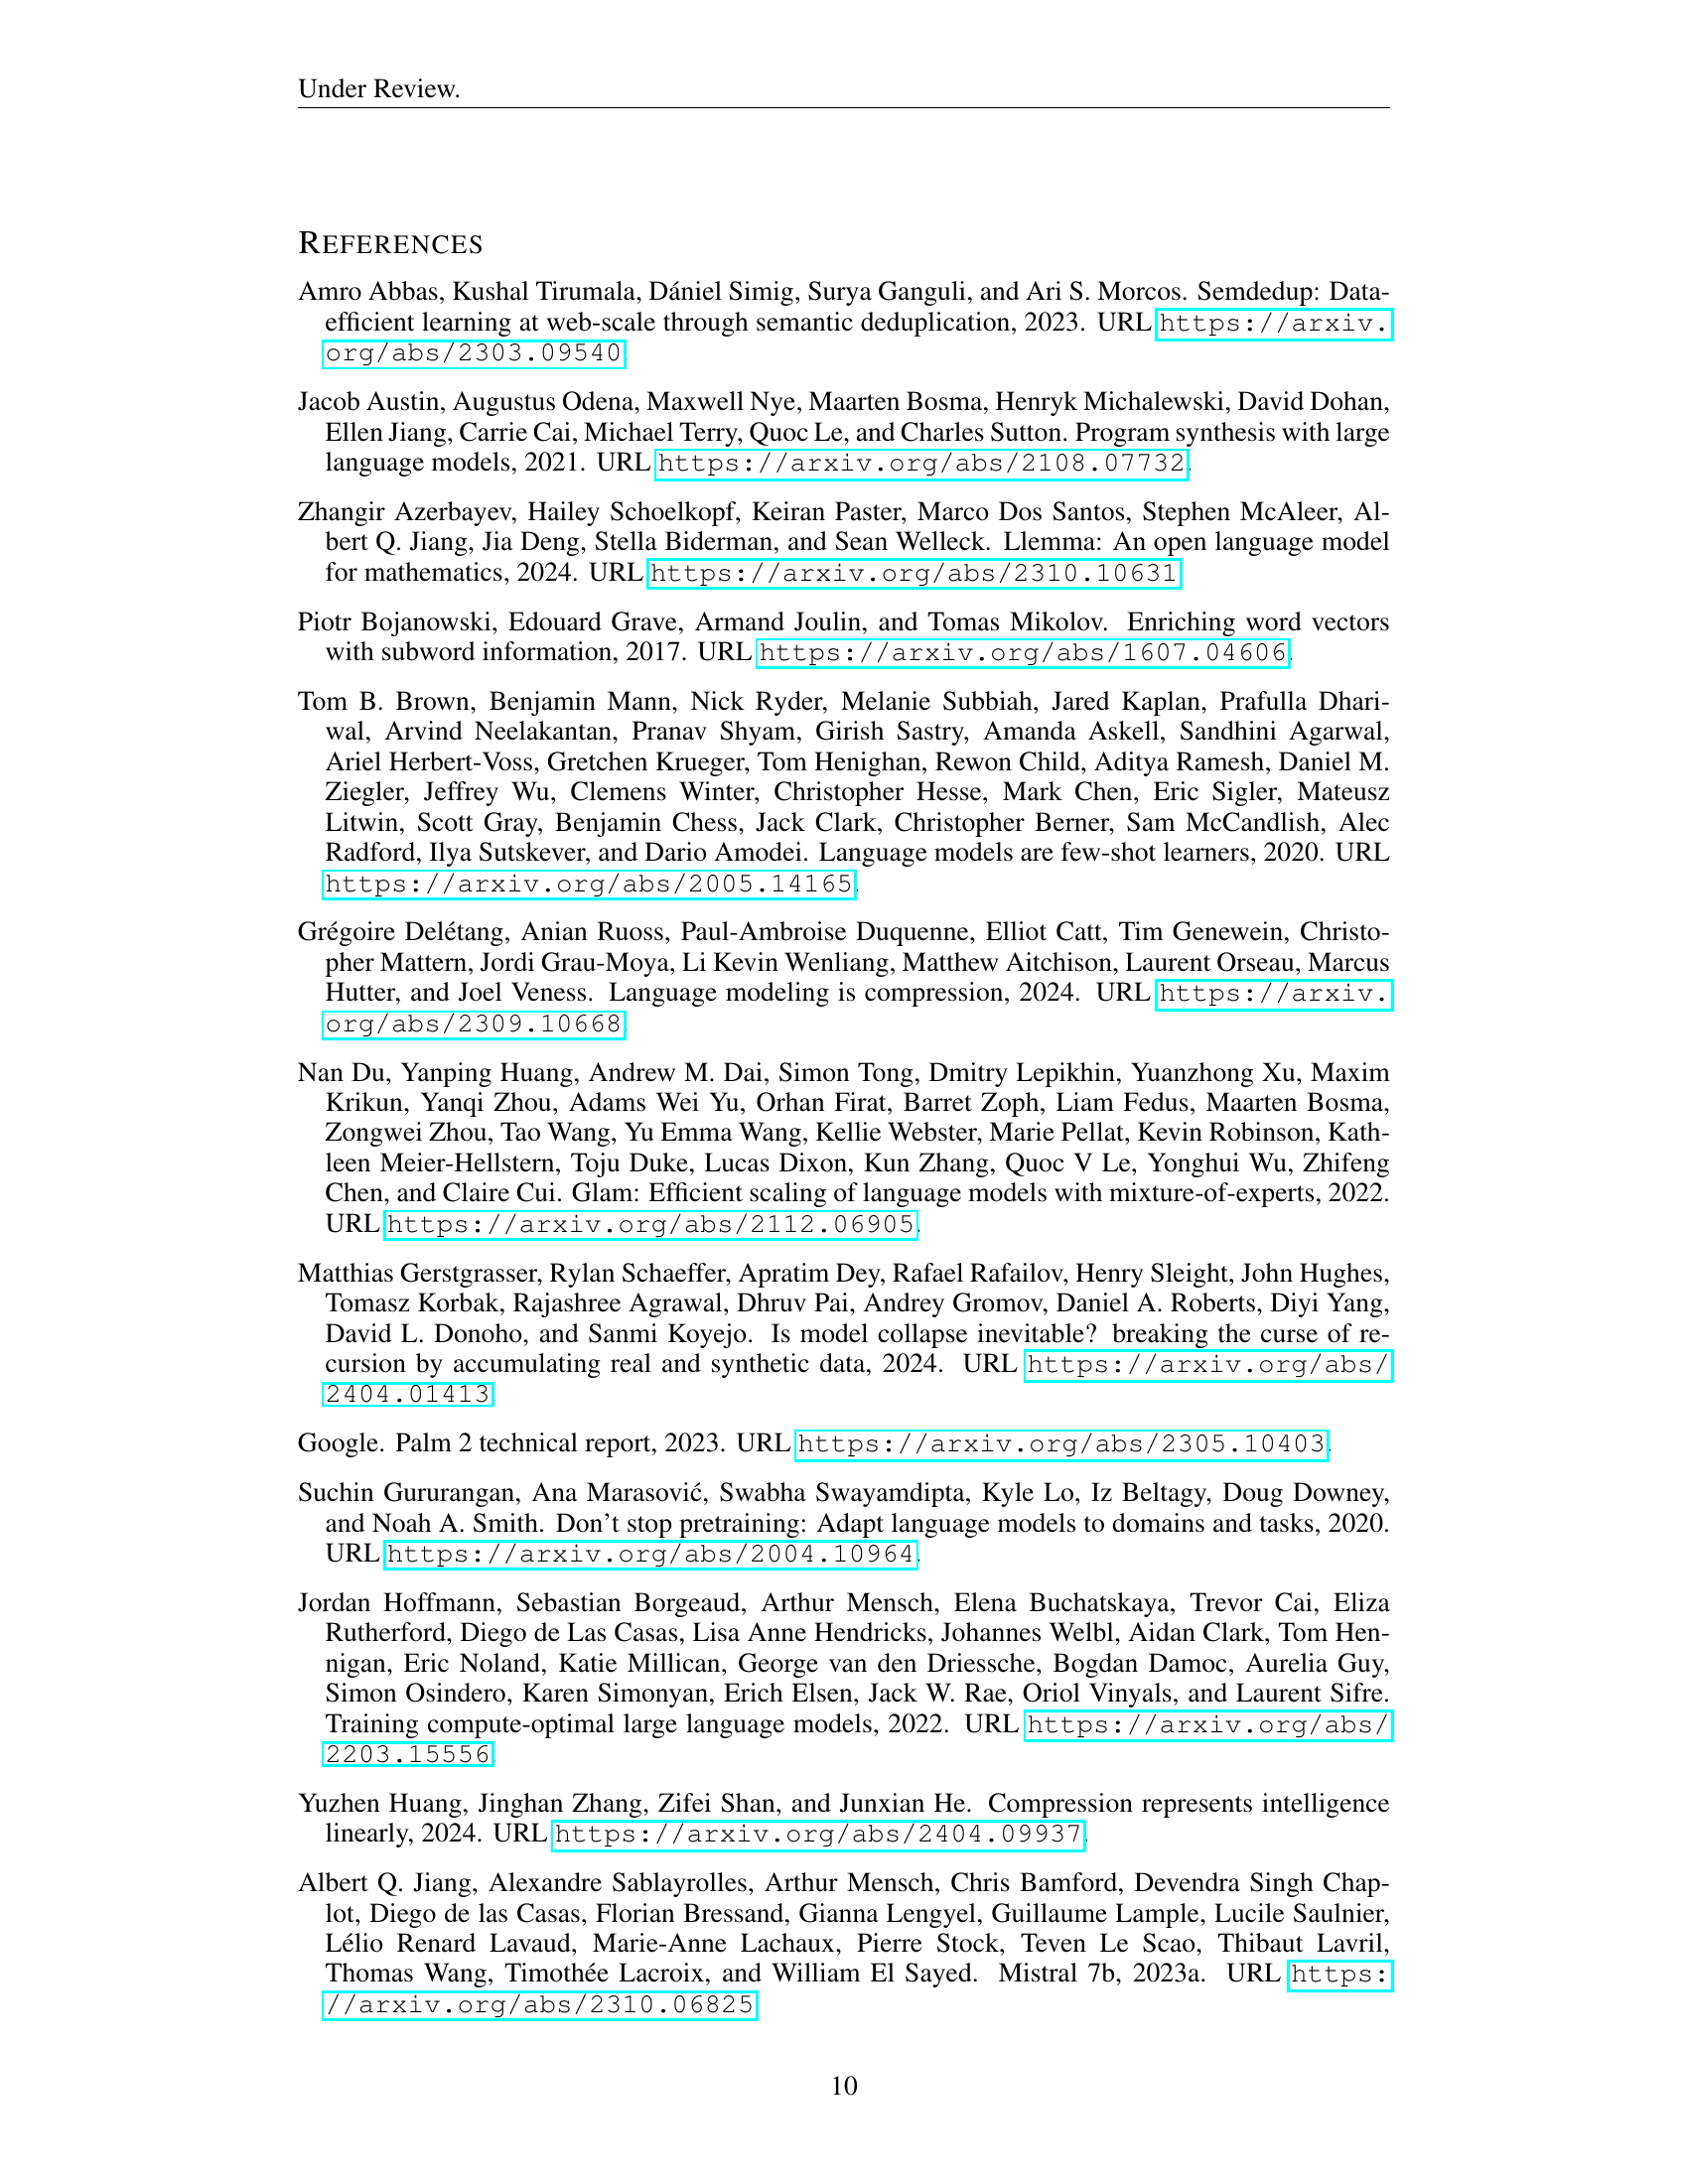 Under Review.
REFERENCES
Amro Abbas, Kushal Tirumala, Dániel Simig, Surya Ganguli, and Ari S. Morcos. Semdedup: Data-
efficient learning at web-scale through semantic deduplication, 2023. URL https://arxiv.
org/abs/2303.09540.
Jacob Austin, Augustus Odena, Maxwell Nye, Maarten Bosma, Henryk Michalewski, David Dohan,
Ellen Jiang, Carrie Cai, Michael Terry, Quoc Le, and Charles Sutton. Program synthesis with large
language models, 2021. URL https://arxiv.org/abs/2108.07732.
Zhangir Azerbayev, Hailey Schoelkopf, Keiran Paster, Marco Dos Santos, Stephen McAleer, Al-
bert Q. Jiang, Jia Deng, Stella Biderman, and Sean Welleck. Llemma: An open language model
for mathematics, 2024. URL https://arxiv.org/abs/2310.10631.
Piotr Bojanowski, Edouard Grave, Armand Joulin, and Tomas Mikolov. Enriching word vectors
with subword information, 2017. URL https://arxiv.org/abs/1607.04606.
Tom B. Brown, Benjamin Mann, Nick Ryder, Melanie Subbiah, Jared Kaplan, Prafulla Dhari-
wal, Arvind Neelakantan, Pranav Shyam, Girish Sastry, Amanda Askell, Sandhini Agarwal,
Ariel Herbert-Voss, Gretchen Krueger, Tom Henighan, Rewon Child, Aditya Ramesh, Daniel M.
Ziegler, Jeffrey Wu, Clemens Winter, Christopher Hesse, Mark Chen, Eric Sigler, Mateusz
Litwin, Scott Gray, Benjamin Chess, Jack Clark, Christopher Berner, Sam McCandlish, Alec
Radford, Ilya Sutskever, and Dario Amodei. Language models are few-shot learners, 2020. URL
https://arxiv.org/abs/2005.14165.
Grégoire Delétang, Anian Ruoss, Paul-Ambroise Duquenne, Elliot Catt, Tim Genewein, Christo-
pher Mattern, Jordi Grau-Moya, Li Kevin Wenliang, Matthew Aitchison, Laurent Orseau, Marcus
Hutter, and Joel Veness. Language modeling is compression, 2024. URL https://arxiv.
org/abs/2309.10668.
Nan Du, Yanping Huang, Andrew M. Dai, Simon Tong, Dmitry Lepikhin, Yuanzhong Xu, Maxim
Krikun, Yanqi Zhou, Adams Wei Yu, Orhan Firat, Barret Zoph, Liam Fedus, Maarten Bosma,
Zongwei Zhou, Tao Wang, Yu Emma Wang, Kellie Webster, Marie Pellat, Kevin Robinson, Kath-
leen Meier-Hellstern, Toju Duke, Lucas Dixon, Kun Zhang, Quoc V Le, Yonghui Wu, Zhifeng
Chen, and Claire Cui. Glam: Efficient scaling of language models with mixture-of-experts, 2022.
URL https://arxiv.org/abs/2112.06905.
Matthias Gerstgrasser, Rylan Schaeffer, Apratim Dey, Rafael Rafailov, Henry Sleight, John Hughes,
Tomasz Korbak, Rajashree Agrawal, Dhruv Pai, Andrey Gromov, Daniel A. Roberts, Diyi Yang,
David L. Donoho, and Sanmi Koyejo. Is model collapse inevitable? breaking the curse of re-
cursion by accumulating real and synthetic data, 2024. URL https://arxiv.org/abs/
2404.01413.
Google. Palm 2 technical report, 2023. URL https://arxiv.org/abs/2305.10403.
Suchin Gururangan, Ana Marasović, Swabha Swayamdipta, Kyle Lo, Iz Beltagy, Doug Downey,
and Noah A. Smith. Don't stop pretraining: Adapt language models to domains and tasks, 2020.
URL https://arxiv.org/abs/2004.10964.
Jordan Hoffmann, Sebastian Borgeaud, Arthur Mensch, Elena Buchatskaya, Trevor Cai, Eliza
Rutherford, Diego de Las Casas, Lisa Anne Hendricks, Johannes Welbl, Aidan Clark, Tom Hen-
nigan, Eric Noland, Katie Millican, George van den Driessche, Bogdan Damoc, Aurelia Guy,
Simon Osindero, Karen Simonyan, Erich Elsen, Jack W. Rae, Oriol Vinyals, and Laurent Sifre.
Training compute-optimal large language models, 2022. URL https://arxiv.org/abs/
2203.15556.
Yuzhen Huang, Jinghan Zhang, Zifei Shan, and Junxian He. Compression represents intelligence
linearly, 2024. URL https://arxiv.org/abs/2404.09937.
Albert Q. Jiang, Alexandre Sablayrolles, Arthur Mensch, Chris Bamford, Devendra Singh Chap-
lot, Diego de las Casas, Florian Bressand, Gianna Lengyel, Guillaume Lample, Lucile Saulnier,
Lélio Renard Lavaud, Marie-Anne Lachaux, Pierre Stock, Teven Le Scao, Thibaut Lavril,
Thomas Wang, Timothée Lacroix, and William El Sayed. Mistral 7b, 2023a. URL https:
//arxiv.org/abs/2310.06825.
10